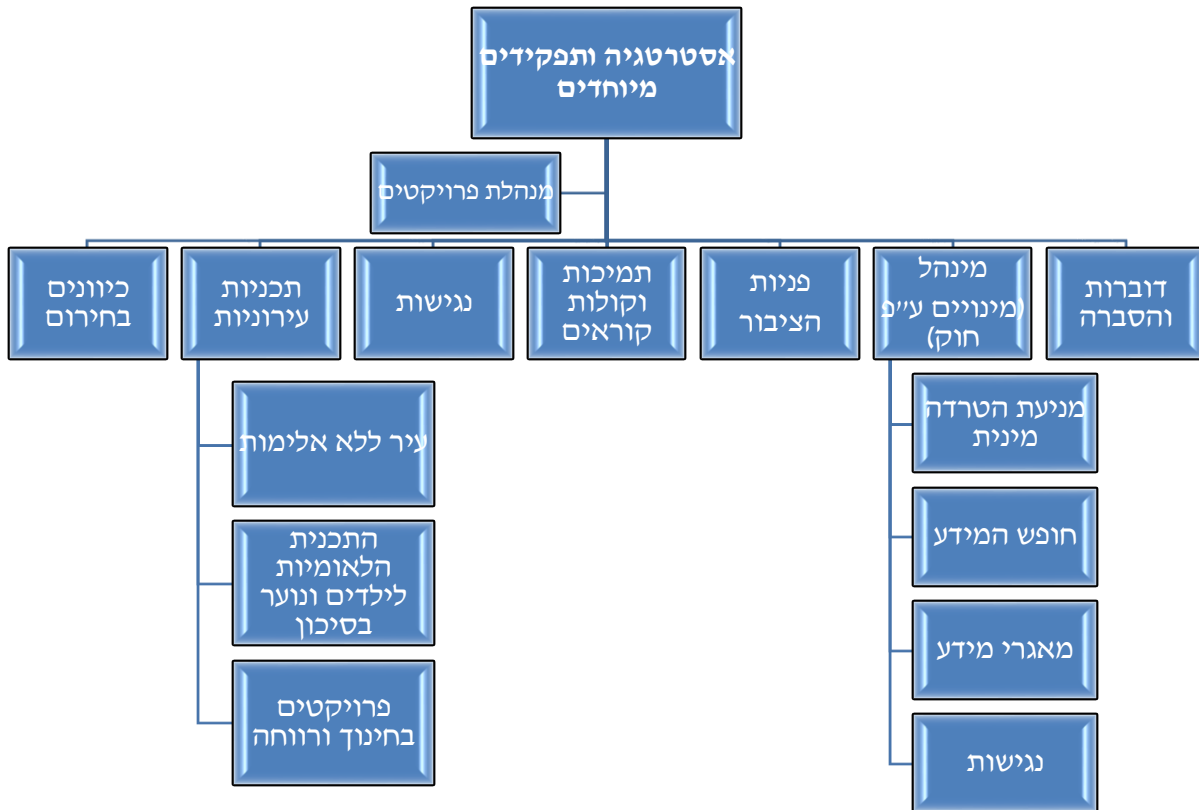 אסטרטגיה ותפקידים
מיוחדים
מנהלת פרויקטים
דוברות
והסברה
מינהל
(מינויים ע"פ
חוק)
פניות
הציבור
תמיכות
וקולות
קוראים
נגישות
תכניות
עירוניות
כיוונים
בחירום
מניעת הטרדה
מינית
חופש המידע
מאגרי מידע
נגישות
עיר ללא אלימות
התכנית
הלאומיות
לילדים ונוער
בסיכון
פרויקטים
בחינוך ורווחה